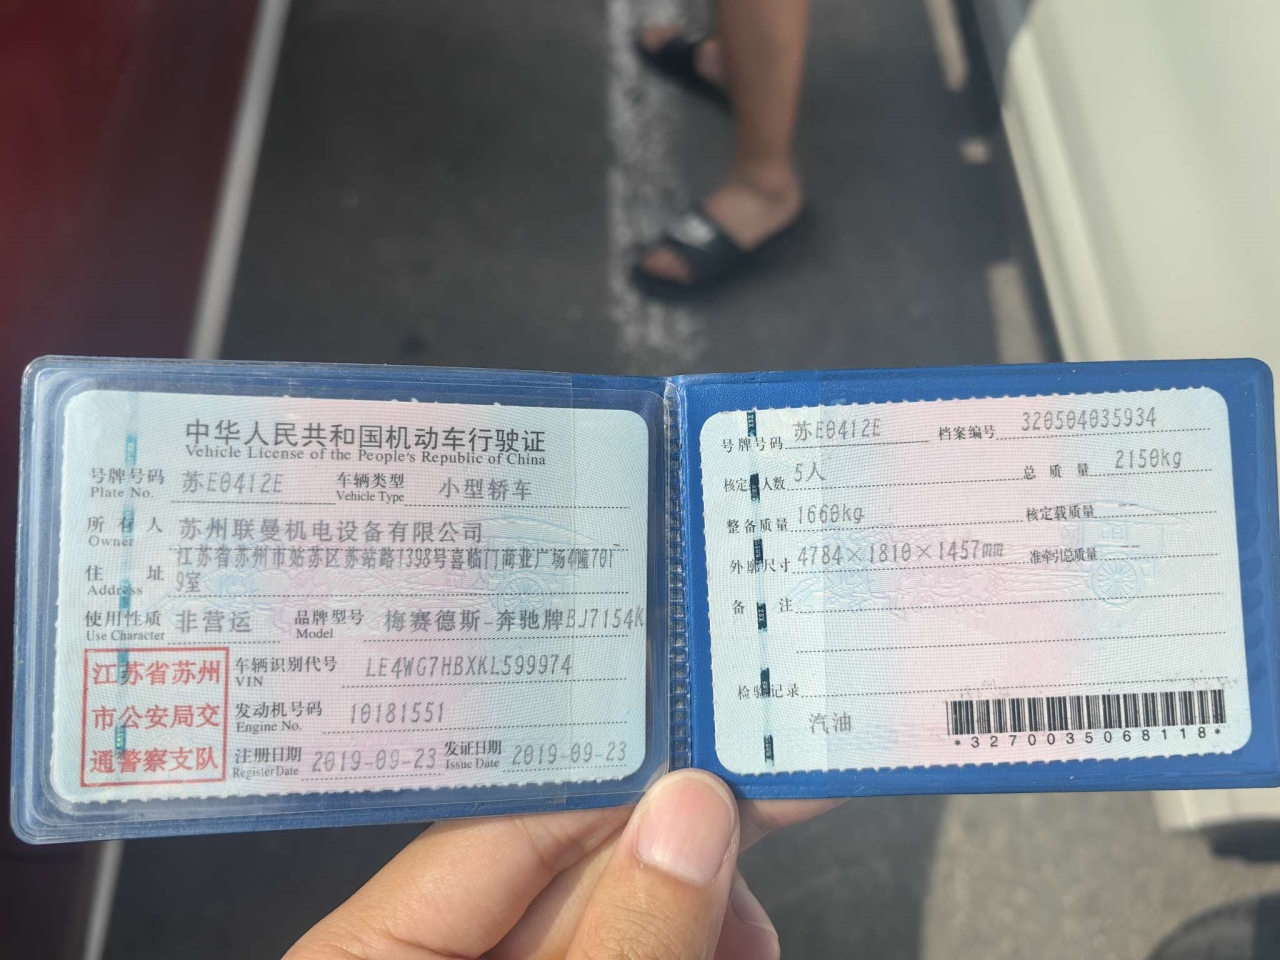 中华人民共和国机动车行驶证
Vehicle License of the People's Republic of China
号牌号码 苏E0412E 车辆类型 小型轿车
Plate No. Vehicle Type
所有人 苏州联曼机电设备有限公司
Owner
住址 江苏省苏州市姑苏区苏站路1398号喜临门商业广场4幢701
Address 9室
使用性质 非营运 品牌型号 梅赛德斯-奔驰牌BJ7154K
Use Character Model
江苏省苏州
市公安局交
通警察支队
车辆识别代号 LE4WG7HBXKL599974
VIN
发动机号码 10181551
Engine No.
注册日期 2019-09-23 发证日期 2019-09-23
Register Date Issue Date
号牌号码 苏E0412E 档案编号 320504035934
核定 人数 5人 总质量 2150kg
整备质量 1660kg 核定载质量 --
外廓尺寸 4784×1810×1457mm 准牵引总质量
备注
检验记录
汽油
*3270035068118*